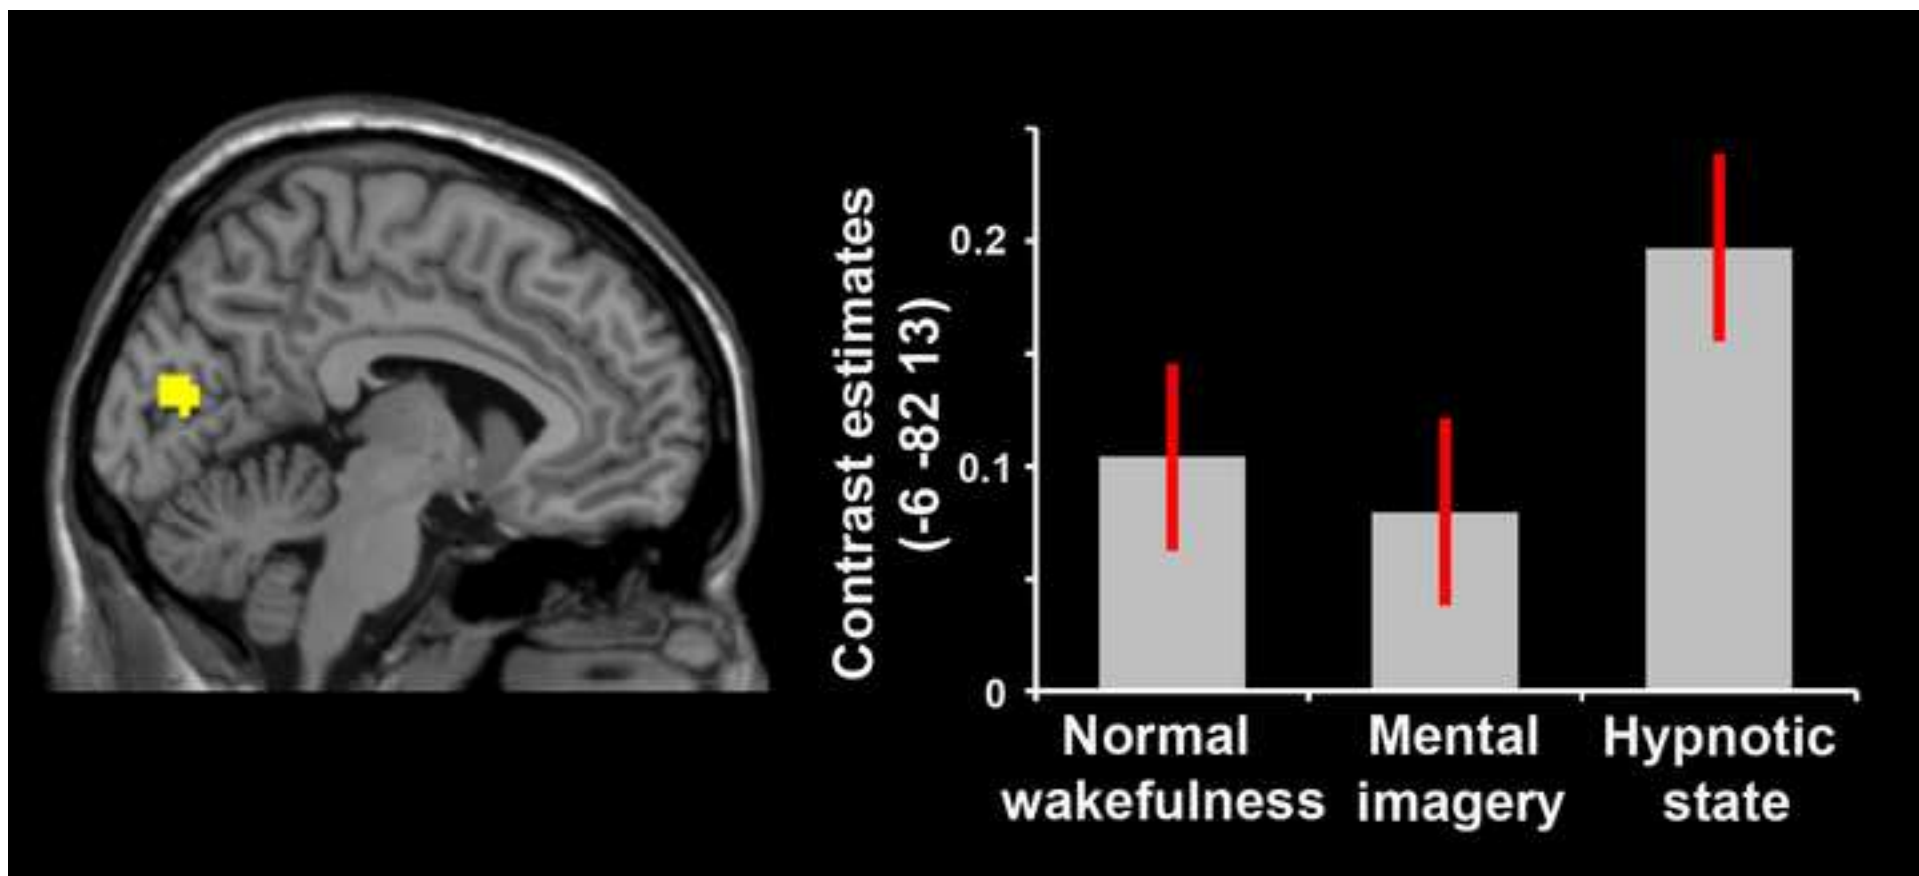 Contrast estimates
(-6 -82 13)
0.2
0.1
0
Normal
wakefulness
Mental
imagery
Hypnotic
state